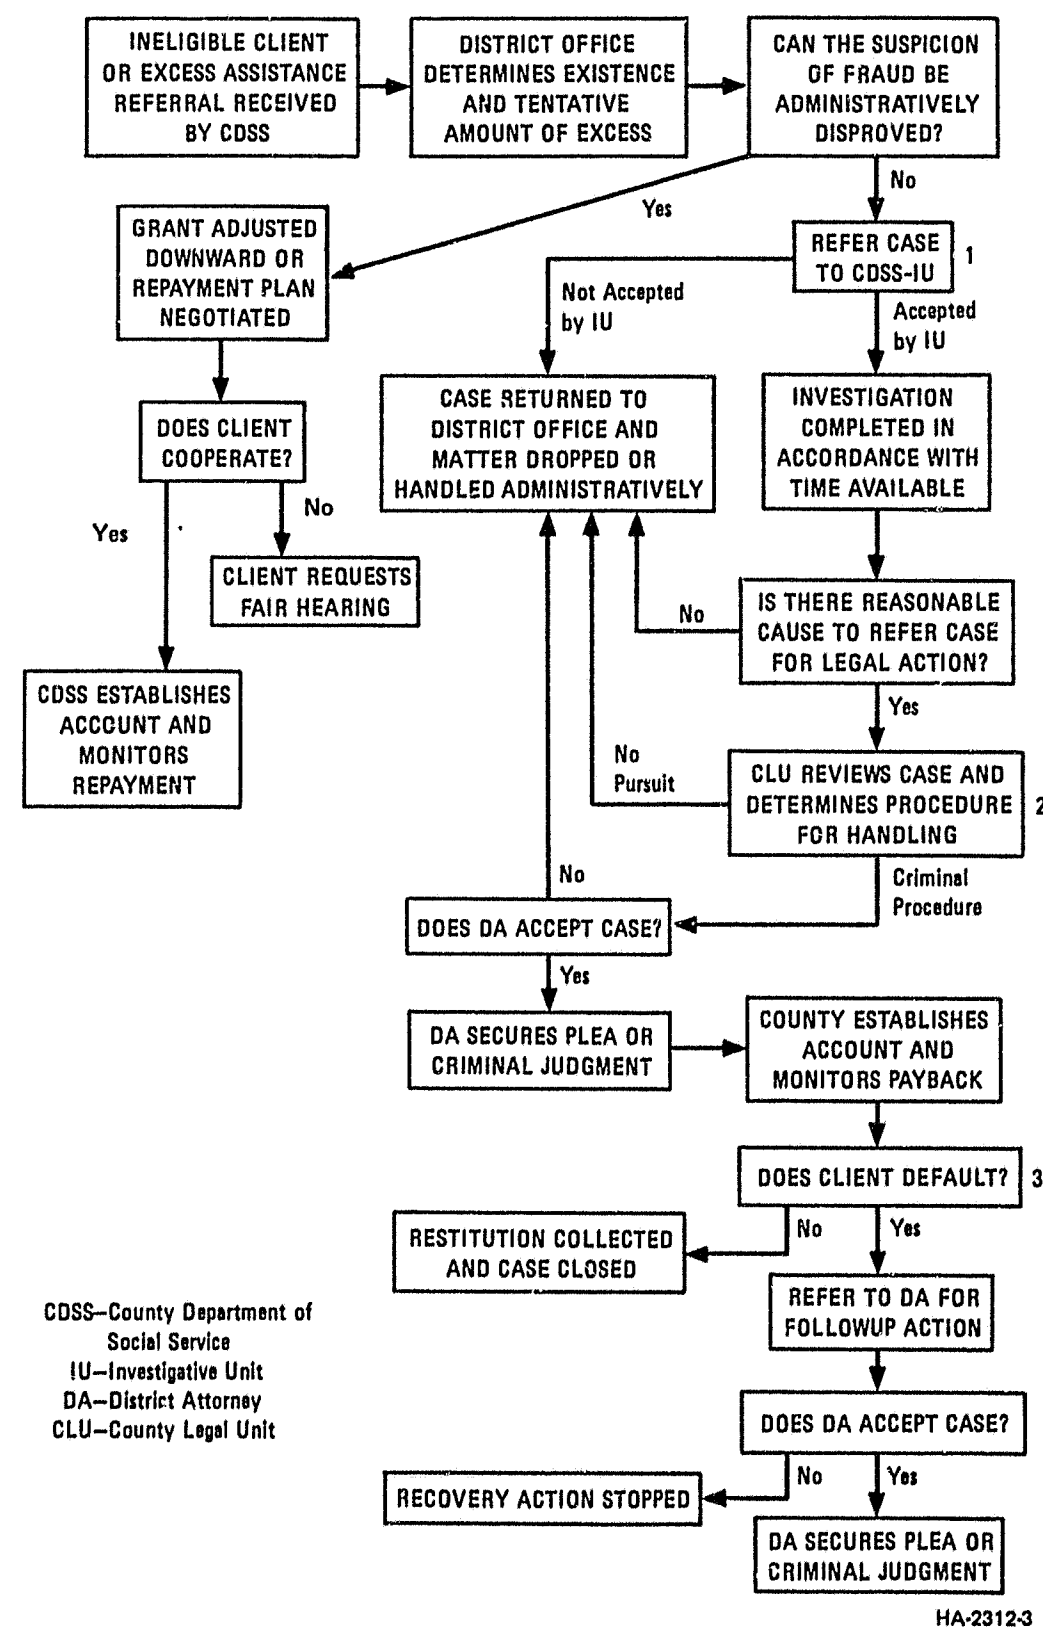 INELIGIBLE CLIENT
OR EXCESS ASSISTANCE
REFERRAL RECEIVED
BY CDSS
DISTRICT OFFICE
DETERMINES EXISTENCE
AND TENTATIVE
AMOUNT OF EXCESS
CAN THE SUSPICION
OF FRAUD BE
ADMINISTRATIVELY
DISPROVED?
Yes
No
GRANT ADJUSTED
DOWNWARD OR
REPAYMENT PLAN
NEGOTIATED
REFER CASE
TO CDSS-IU
1
Not Accepted
by IU
Accepted
by IU
DOES CLIENT
COOPERATE?
Yes
No
CLIENT REQUESTS
FAIR HEARING
CDSS ESTABLISHES
ACCOUNT AND
MONITORS
REPAYMENT
CASE RETURNED TO
DISTRICT OFFICE AND
MATTER DROPPED OR
HANDLED ADMINISTRATIVELY
INVESTIGATION
COMPLETED IN
ACCORDANCE WITH
TIME AVAILABLE
IS THERE REASONABLE
CAUSE TO REFER CASE
FOR LEGAL ACTION?
No
Yes
CLU REVIEWS CASE AND
DETERMINES PROCEDURE
FOR HANDLING
2
No
Pursuit
Criminal
Procedure
No
DOES DA ACCEPT CASE?
Yes
DA SECURES PLEA OR
CRIMINAL JUDGMENT
COUNTY ESTABLISHES
ACCOUNT AND
MONITORS PAYBACK
DOES CLIENT DEFAULT?
3
No
Yes
RESTITUTION COLLECTED
AND CASE CLOSED
REFER TO DA FOR
FOLLOWUP ACTION
DOES DA ACCEPT CASE?
No
Yes
RECOVERY ACTION STOPPED
DA SECURES PLEA OR
CRIMINAL JUDGMENT
CDSS—County Department of
Social Service
IU—Investigative Unit
DA—District Attorney
CLU—County Legal Unit
HA-2312-3